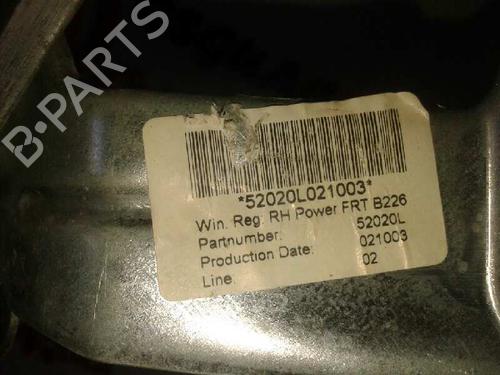 B-PARTS
*52020L021003*
Win. Reg: RH Power FRT B226
Partnumber: 52020L
Production Date: 021003
Line: 02